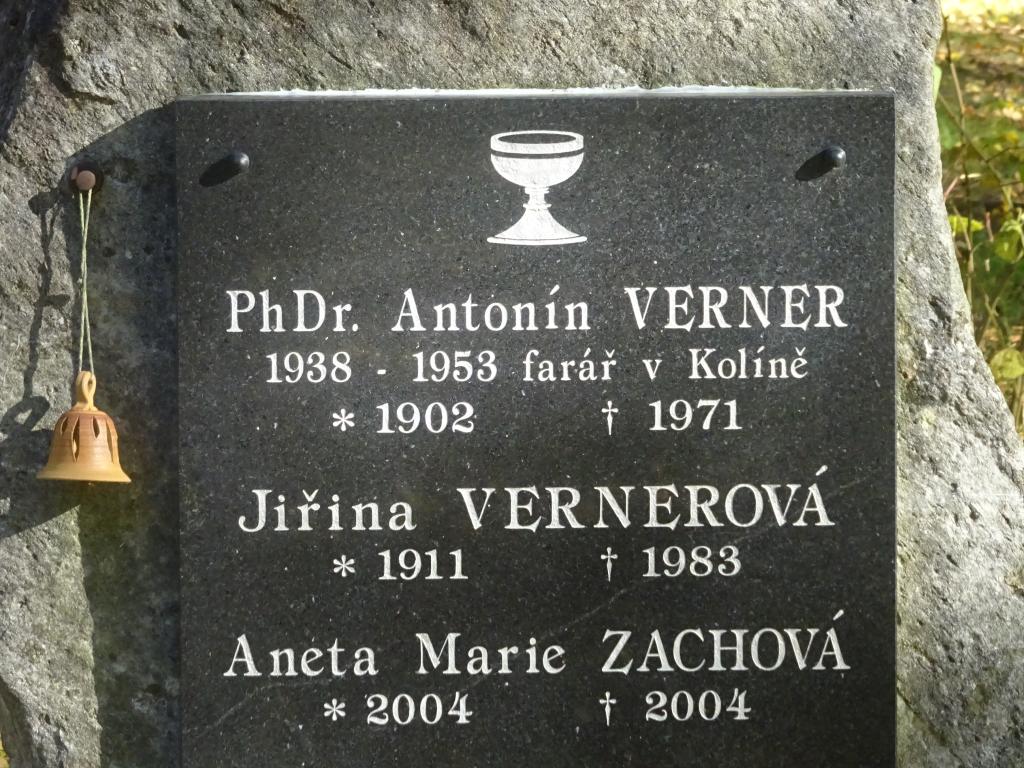 PhDr. Antonín VERNER
1938 - 1953 farář v Kolíně
* 1902 † 1971
Jiřina VERNEROVÁ
* 1911 † 1983
Aneta Marie ZACHOVÁ
* 2004 † 2004